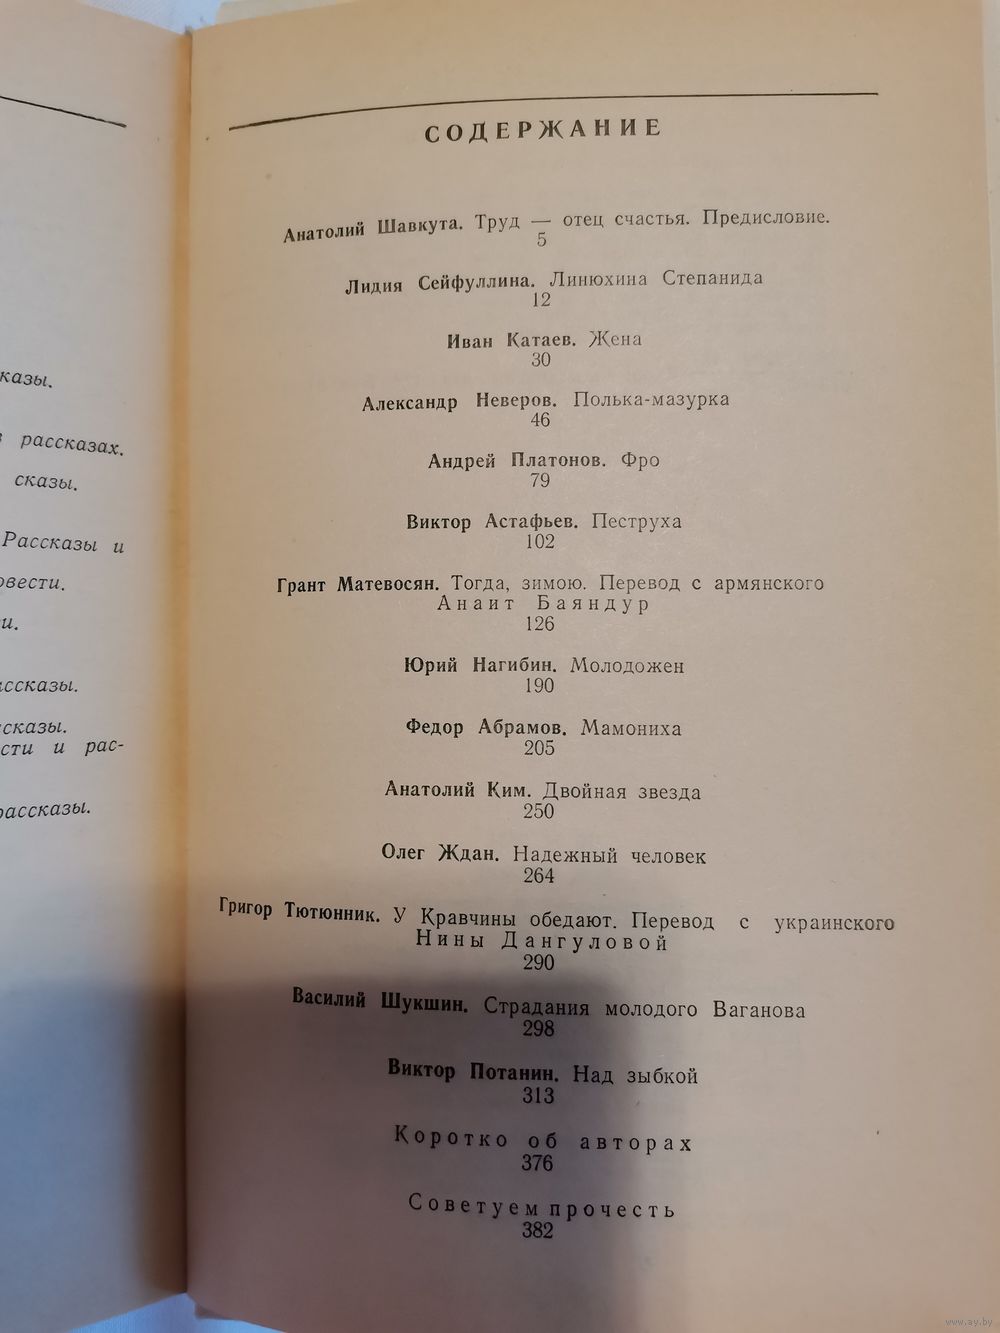 казы.
рассказах.
сказы.
Рассказы и
и.
сказы.
сти и рас-
СОДЕРЖАНИЕ
Анатолий Шавкута. Труд — отец счастья. Предисловие.
5
Лидия Сейфуллина. Линюхина Степанида
12
Иван Катаев. Жена
30
Александр Неверов. Полька-мазурка
46
Андрей Платонов. Фро
79
Виктор Астафьев. Пеструха
102
Грант Матевосян. Тогда, зимою. Перевод с армянского
Анаит Баяндур
126
Юрий Нагибин. Молодожен
190
Федор Абрамов. Мамониха
205
Анатолий Ким. Двойная звезда
250
Олег Ждан. Надежный человек
264
Григор Тютюнник. У Кравчины обедают. Перевод с украинского
Нины Дангуловой
290
Василий Шукшин. Страдания молодого Ваганова
298
Виктор Потанин. Над зыбкой
313
Коротко об авторах
376
Советуем прочесть
382
www.ay.by